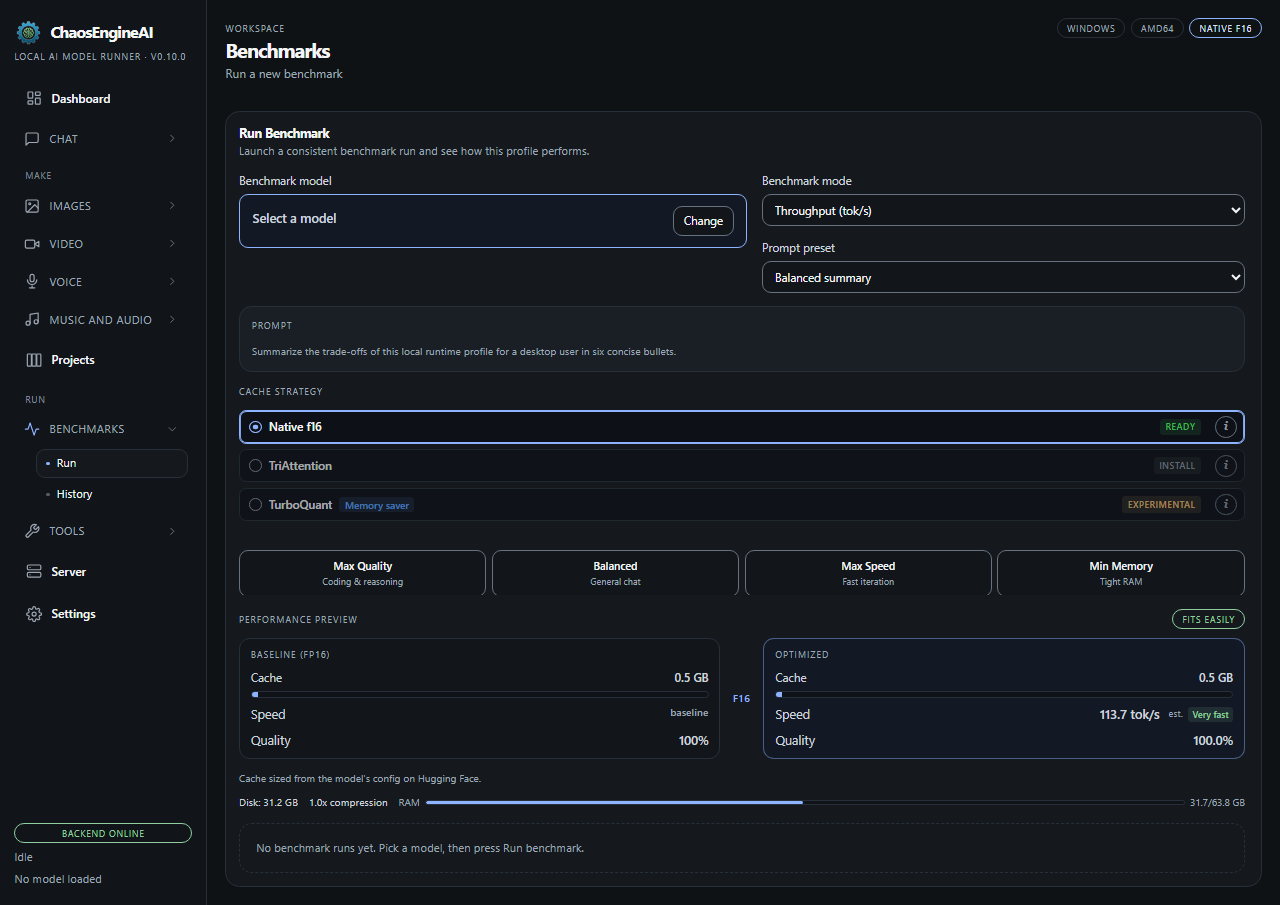 ChaosEngineAI
LOCAL AI MODEL RUNNER · V0.10.0
Dashboard
CHAT
MAKE
IMAGES
VIDEO
VOICE
MUSIC AND AUDIO
Projects
RUN
BENCHMARKS
Run
History
TOOLS
Server
Settings
BACKEND ONLINE
Idle
No model loaded
WORKSPACE
Benchmarks
Run a new benchmark
WINDOWS
AMD64
NATIVE F16
Run Benchmark
Launch a consistent benchmark run and see how this profile performs.
Benchmark model
Select a model
Change
Benchmark mode
Throughput (tok/s)
Prompt preset
Balanced summary
PROMPT
Summarize the trade-offs of this local runtime profile for a desktop user in six concise bullets.
CACHE STRATEGY
Native f16
READY
i
TriAttention
INSTALL
i
TurboQuant
Memory saver
EXPERIMENTAL
i
Max Quality
Coding & reasoning
Balanced
General chat
Max Speed
Fast iteration
Min Memory
Tight RAM
PERFORMANCE PREVIEW
FITS EASILY
BASELINE (FP16)
Cache 0.5 GB
Speed baseline
Quality 100%
F16
OPTIMIZED
Cache 0.5 GB
Speed 113.7 tok/s est. Very fast
Quality 100.0%
Cache sized from the model's config on Hugging Face.
Disk: 31.2 GB 1.0x compression RAM 31.7/63.8 GB
No benchmark runs yet. Pick a model, then press Run benchmark.